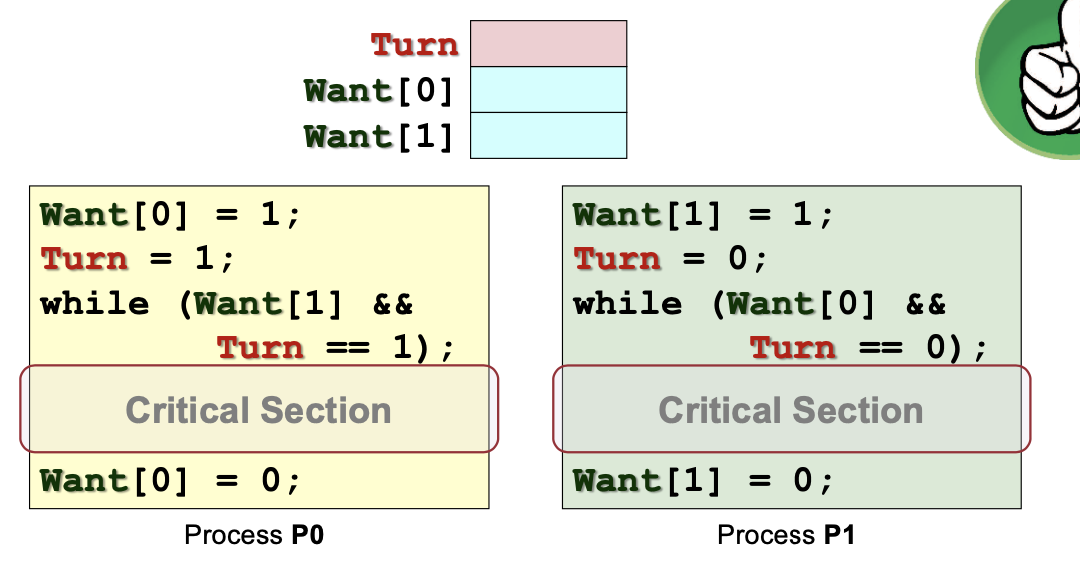 Turn
Want[0]
Want[1]
Want[0] = 1;
Turn = 1;
while (Want[1] &&
Turn == 1);
Critical Section
Want[0] = 0;
Process P0
Want[1] = 1;
Turn = 0;
while (Want[0] &&
Turn == 0);
Critical Section
Want[1] = 0;
Process P1